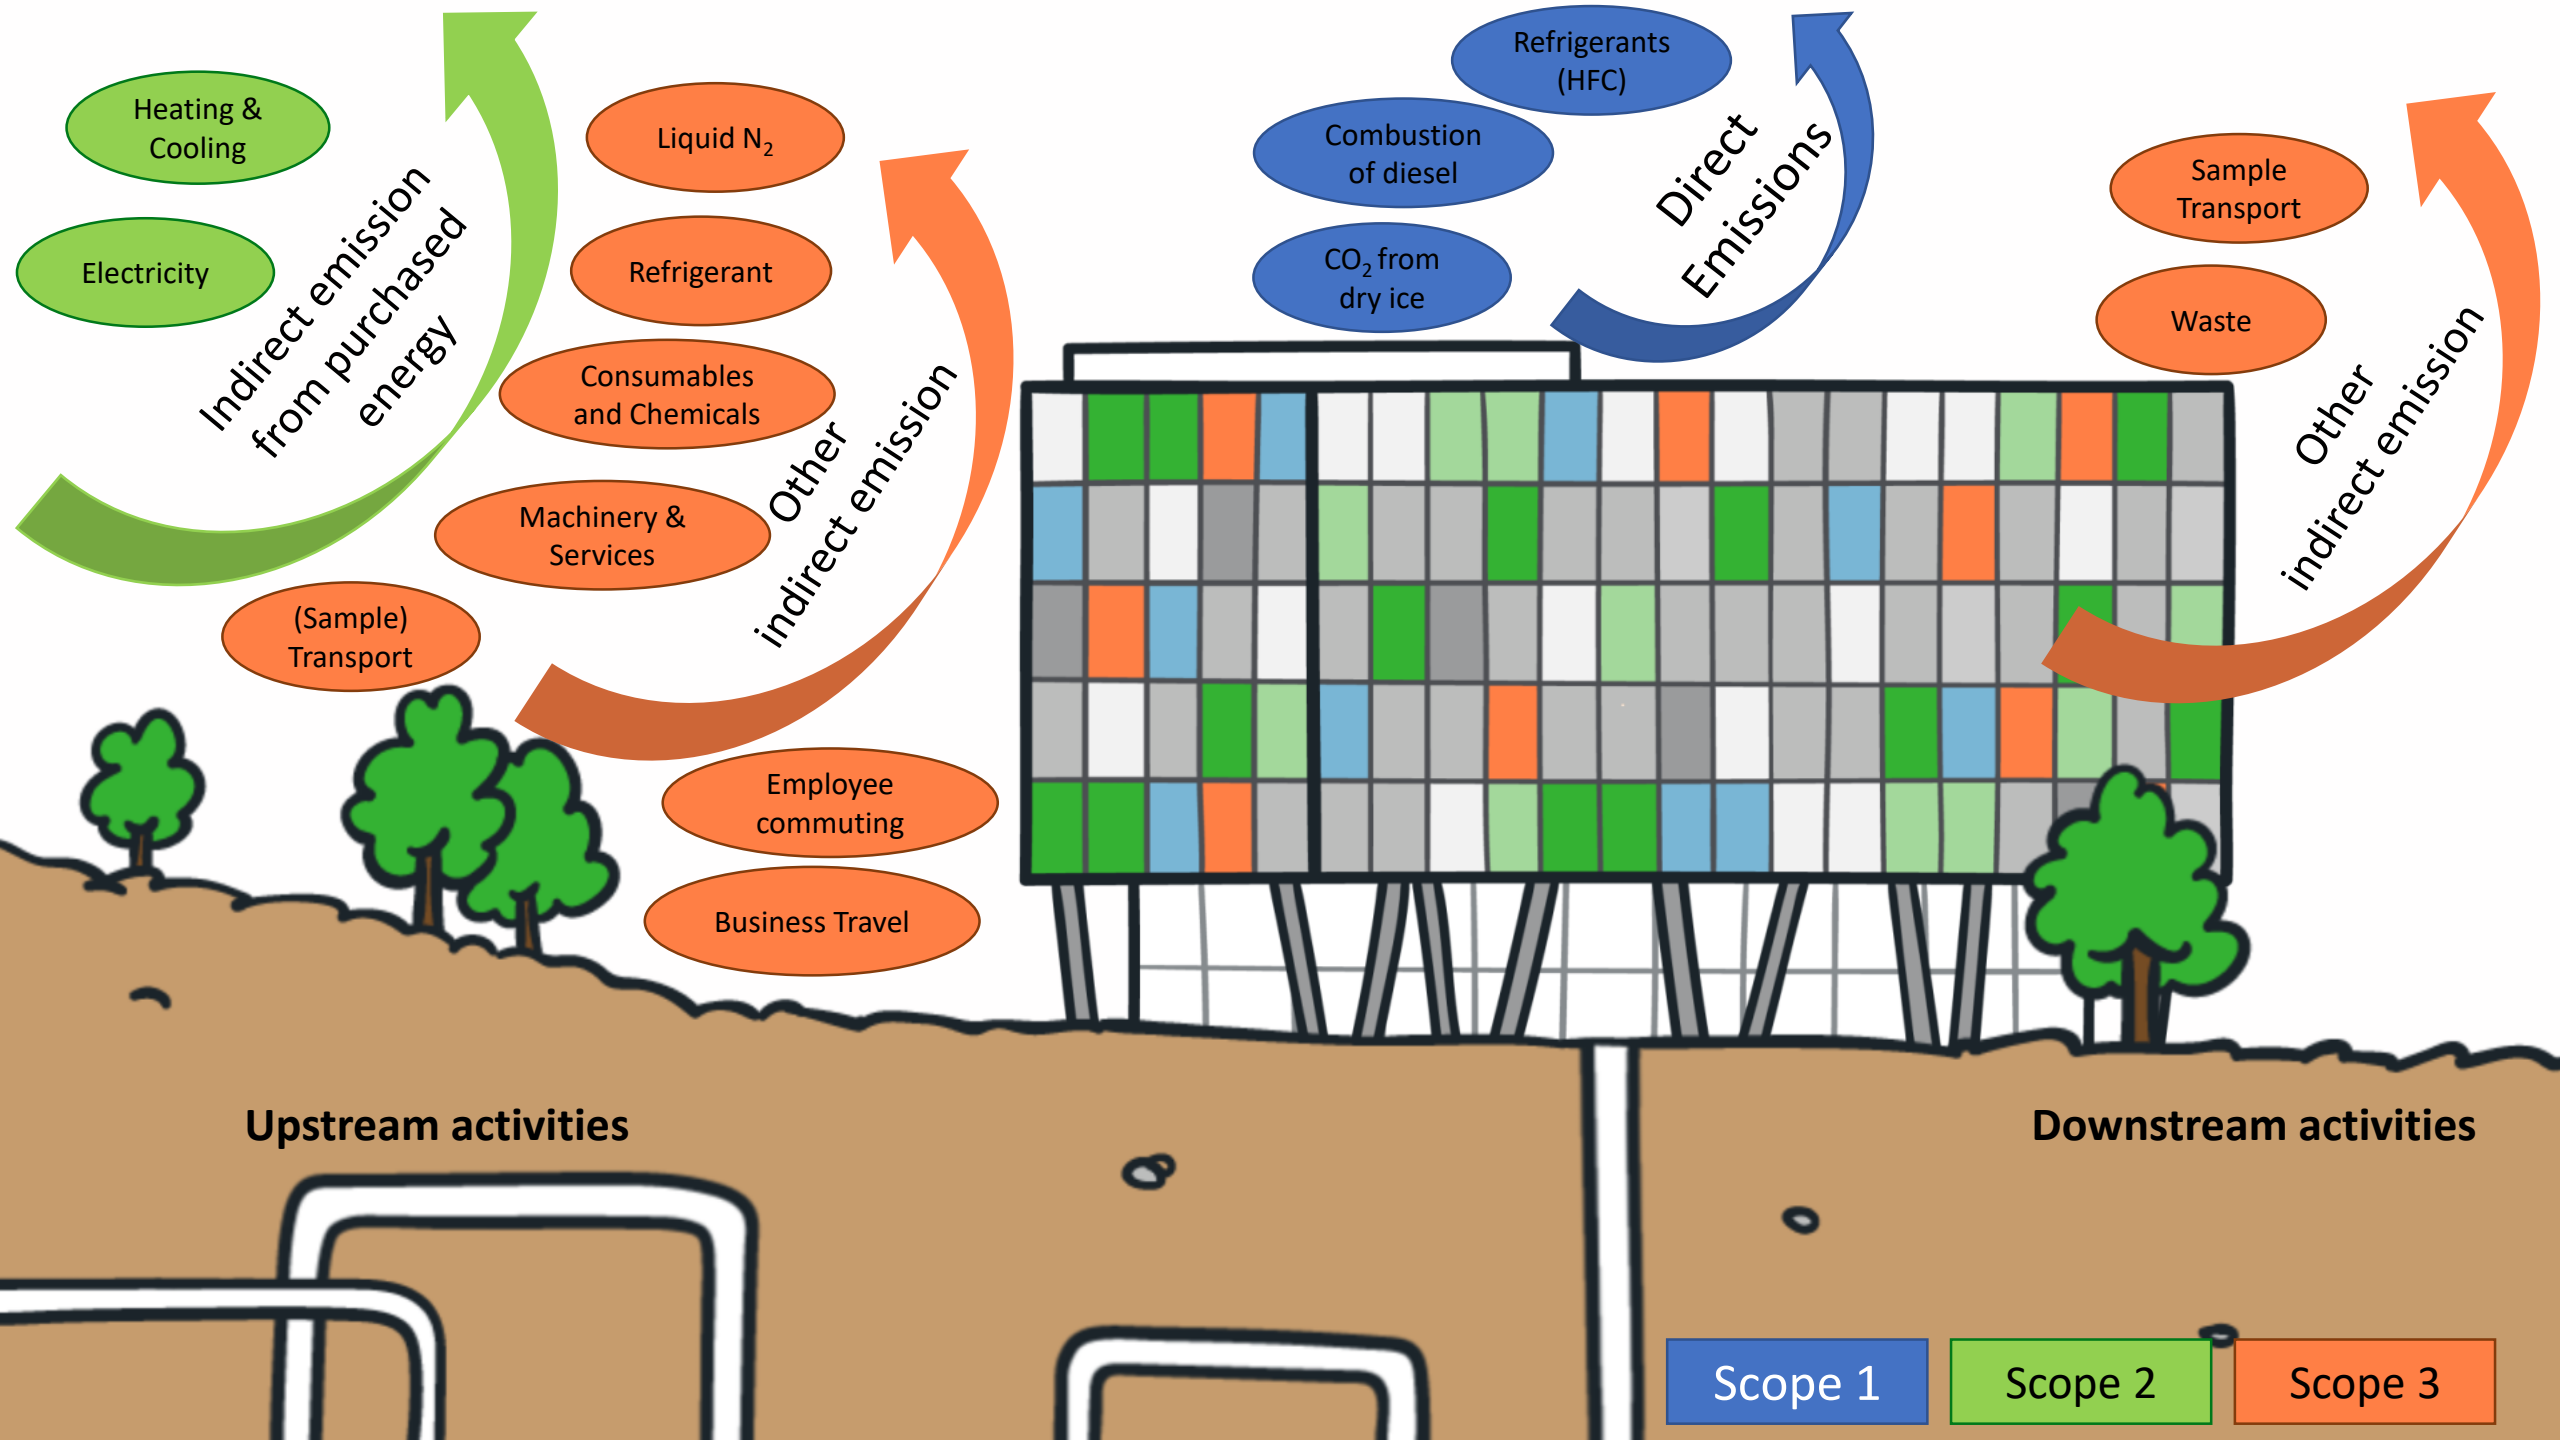 Heating &
Cooling
Electricity
Indirect emission
from purchased
energy
Liquid N₂
Refrigerant
Consumables
and Chemicals
Machinery &
Services
(Sample)
Transport
Other
indirect emission
Employee
commuting
Business Travel
Refrigerants
(HFC)
Combustion
of diesel
CO₂ from
dry ice
Direct
Emissions
Sample
Transport
Waste
Other
indirect emission
Upstream activities
Downstream activities
Scope 1
Scope 2
Scope 3